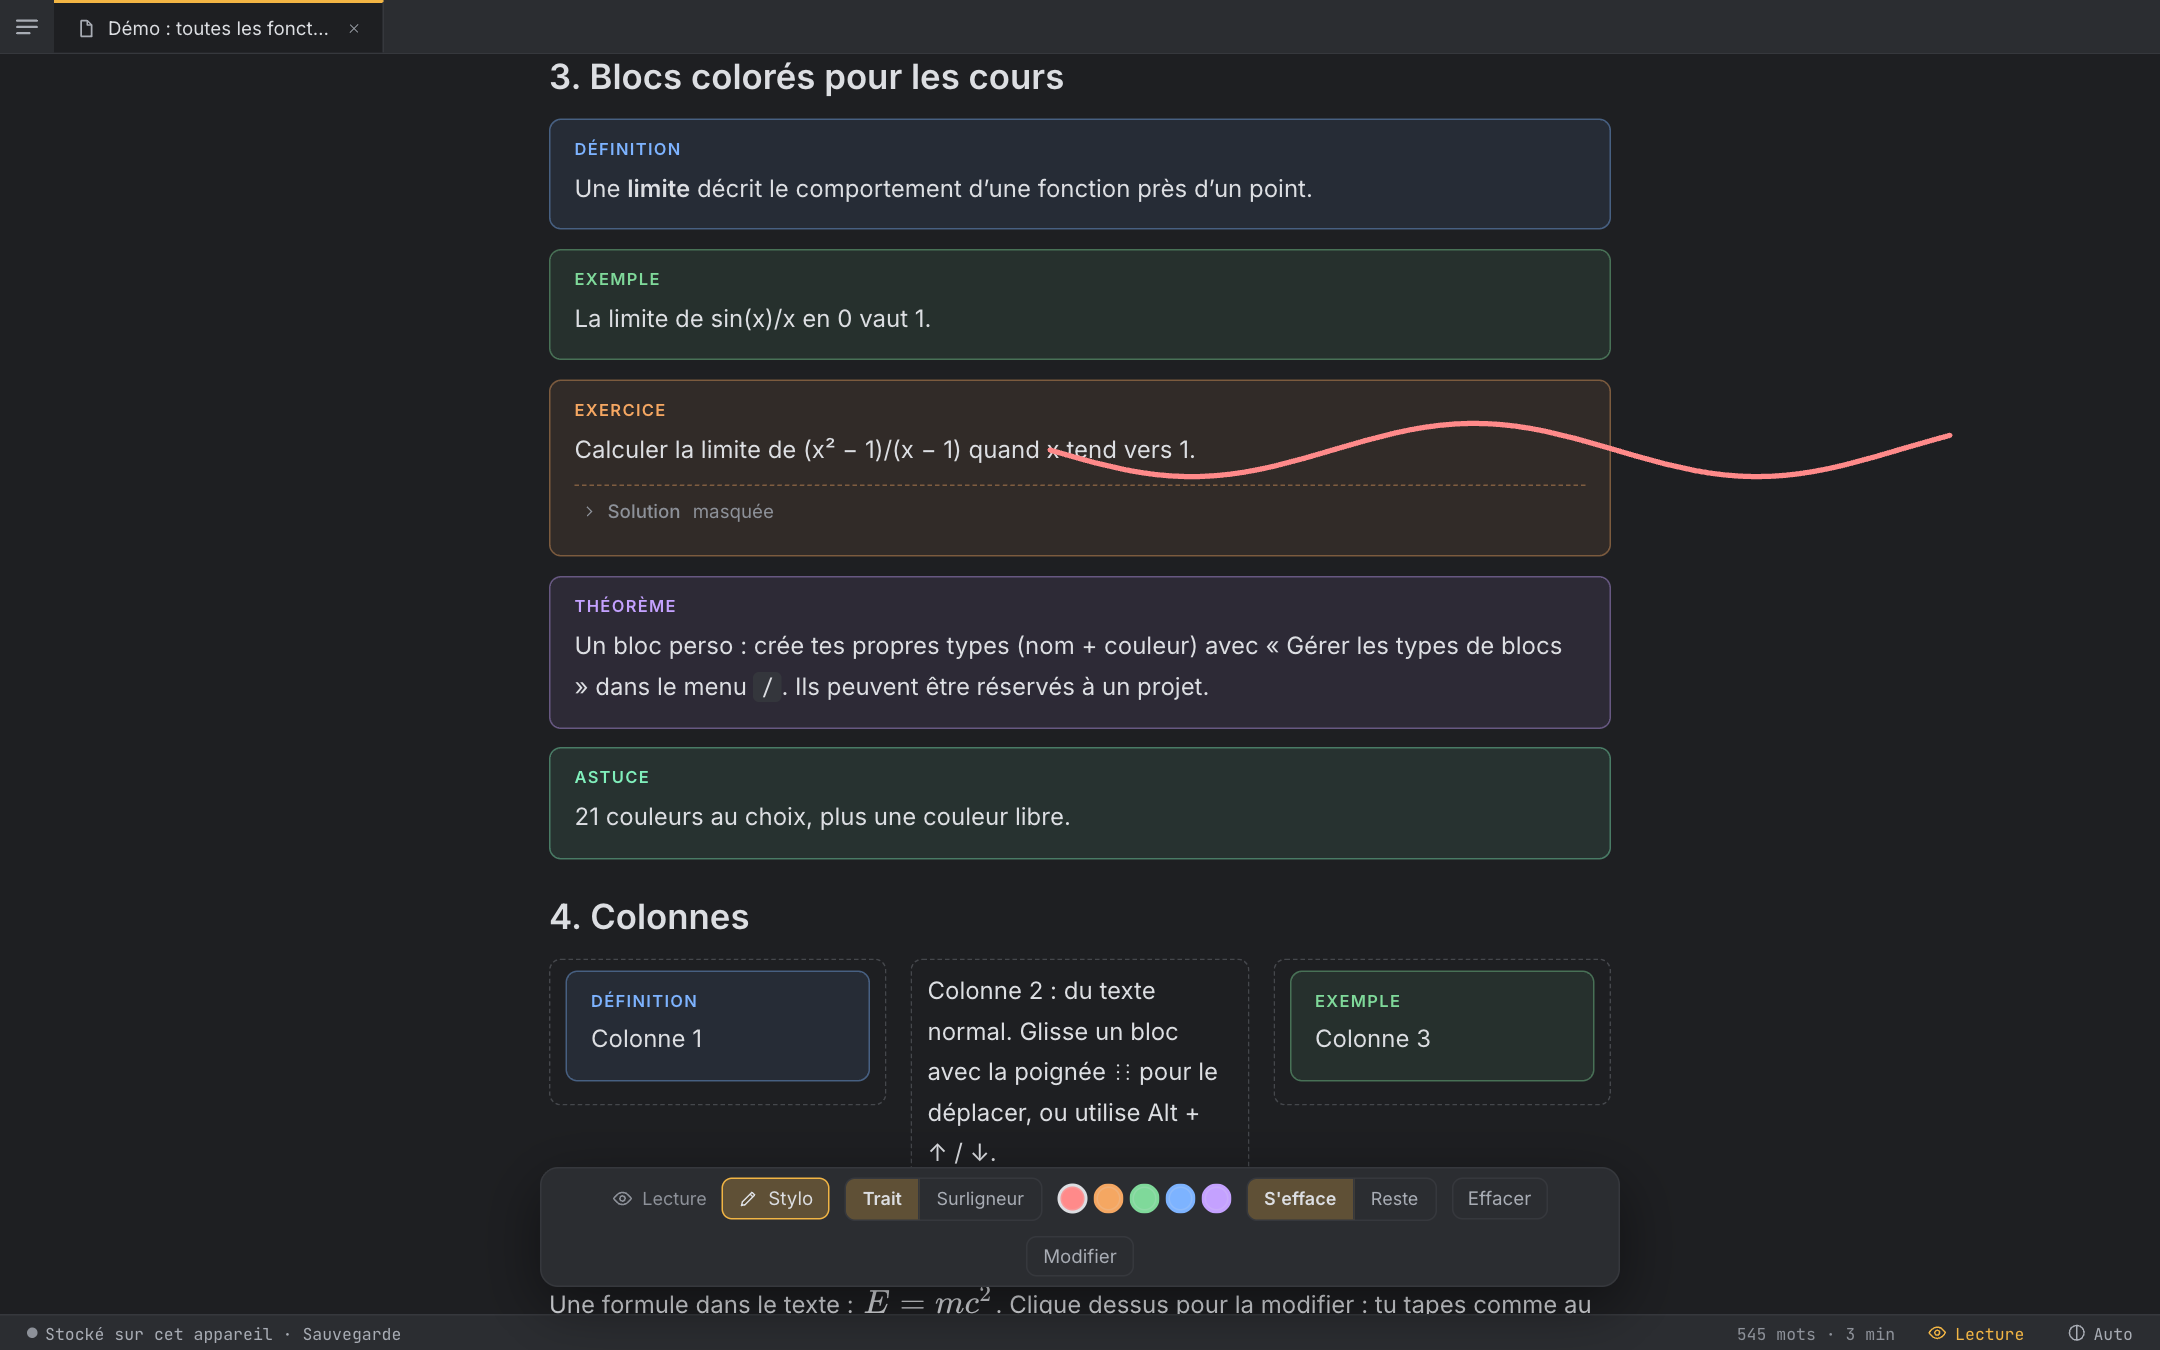 Démo : toutes les fonct...
3. Blocs colorés pour les cours
DÉFINITION
Une limite décrit le comportement d’une fonction près d’un point.
EXEMPLE
La limite de sin(x)/x en 0 vaut 1.
EXERCICE
Calculer la limite de (x² − 1)/(x − 1) quand x tend vers 1.
Solution masquée
THÉORÈME
Un bloc perso : crée tes propres types (nom + couleur) avec « Gérer les types de blocs
» dans le menu /. Ils peuvent être réservés à un projet.
ASTUCE
21 couleurs au choix, plus une couleur libre.
4. Colonnes
DÉFINITION
Colonne 1
Colonne 2 : du texte
normal. Glisse un bloc
avec la poignée ⁝⁝ pour le
déplacer, ou utilise Alt +
↑ / ↓.
EXEMPLE
Colonne 3
Lecture Stylo Trait Surligneur S'efface Reste Effacer
Modifier
Une formule dans le texte : E = mc². Clique dessus pour la modifier : tu tapes comme au
Stocké sur cet appareil · Sauvegarde
545 mots · 3 min Lecture Auto